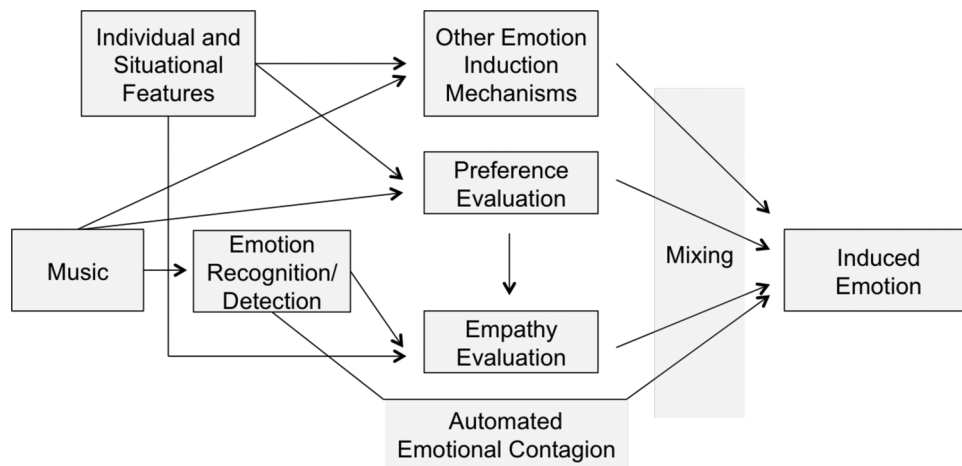 Individual and
Situational
Features
Other Emotion
Induction
Mechanisms
Preference
Evaluation
Music
Emotion
Recognition/
Detection
Empathy
Evaluation
Mixing
Induced
Emotion
Automated
Emotional Contagion